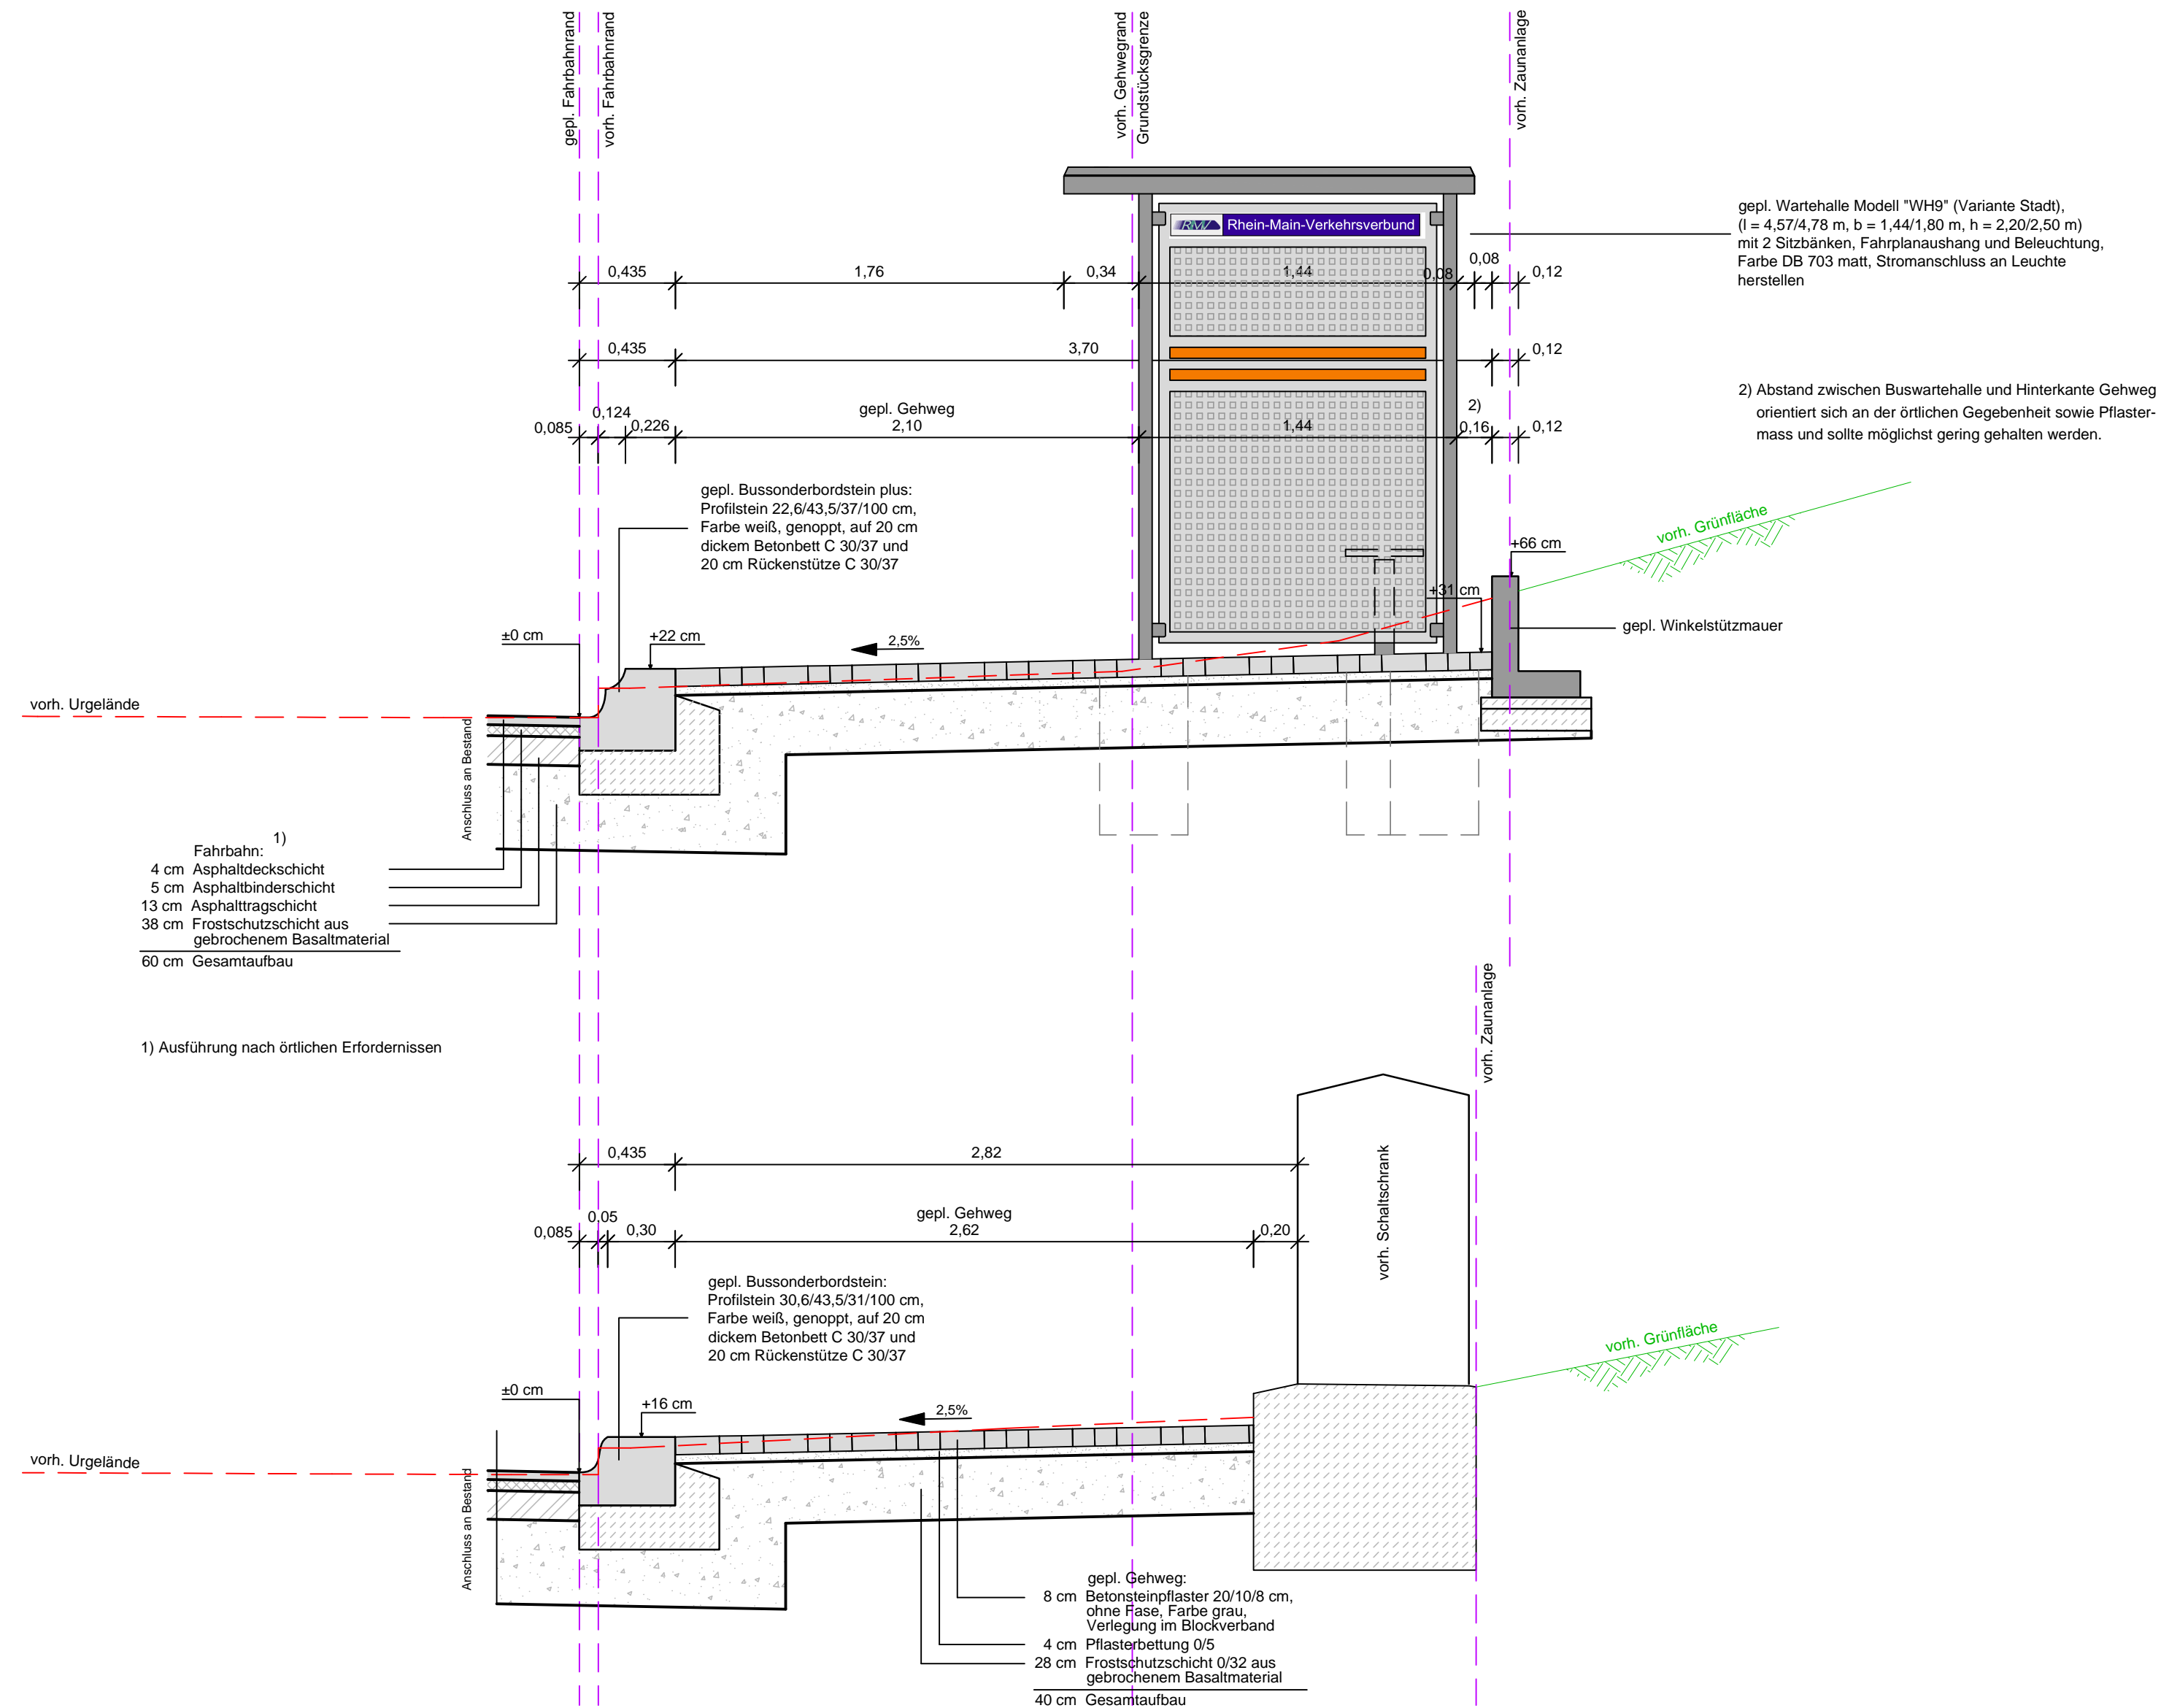 gepl. Fahrbahnrand
vorh. Fahrbahnrand
vorh. Gehwegrand
Grundstücksgrenze
vorh. Zaunanlage
RMV Rhein-Main-Verkehrsverbund
gepl. Wartehalle Modell "WH9" (Variante Stadt),
(l = 4,57/4,78 m, b = 1,44/1,80 m, h = 2,20/2,50 m)
mit 2 Sitzbänken, Fahrplanaushang und Beleuchtung,
Farbe DB 703 matt, Stromanschluss an Leuchte
herstellen
0,435
1,76
0,34
1,44
0,08
0,08
0,12
0,435
3,70
0,12
2) Abstand zwischen Buswartehalle und Hinterkante Gehweg
orientiert sich an der örtlichen Gegebenheit sowie Pflaster-
mass und sollte möglichst gering gehalten werden.
0,085
0,124
0,226
gepl. Gehweg
2,10
1,44
2)
0,16
0,12
gepl. Bussonderbordstein plus:
Profilstein 22,6/43,5/37/100 cm,
Farbe weiß, genoppt, auf 20 cm
dickem Betonbett C 30/37 und
20 cm Rückenstütze C 30/37
vorh. Grünfläche
+66 cm
+31 cm
gepl. Winkelstützmauer
±0 cm
+22 cm
2,5%
vorh. Urgelände
Anschluss an Bestand
1)
Fahrbahn:
4 cm Asphaltdeckschicht
5 cm Asphaltbinderschicht
13 cm Asphalttragschicht
38 cm Frostschutzschicht aus
gebrochenem Basaltmaterial
60 cm Gesamtaufbau
1) Ausführung nach örtlichen Erfordernissen
vorh. Zaunanlage
0,435
2,82
vorh. Schaltschrank
0,085
0,05
0,30
gepl. Gehweg
2,62
0,20
gepl. Bussonderbordstein:
Profilstein 30,6/43,5/31/100 cm,
Farbe weiß, genoppt, auf 20 cm
dickem Betonbett C 30/37 und
20 cm Rückenstütze C 30/37
vorh. Grünfläche
±0 cm
+16 cm
2,5%
vorh. Urgelände
Anschluss an Bestand
gepl. Gehweg:
8 cm Betonsteinpflaster 20/10/8 cm,
ohne Fase, Farbe grau,
Verlegung im Blockverband
4 cm Pflasterbettung 0/5
28 cm Frostschutzschicht 0/32 aus
gebrochenem Basaltmaterial
40 cm Gesamtaufbau